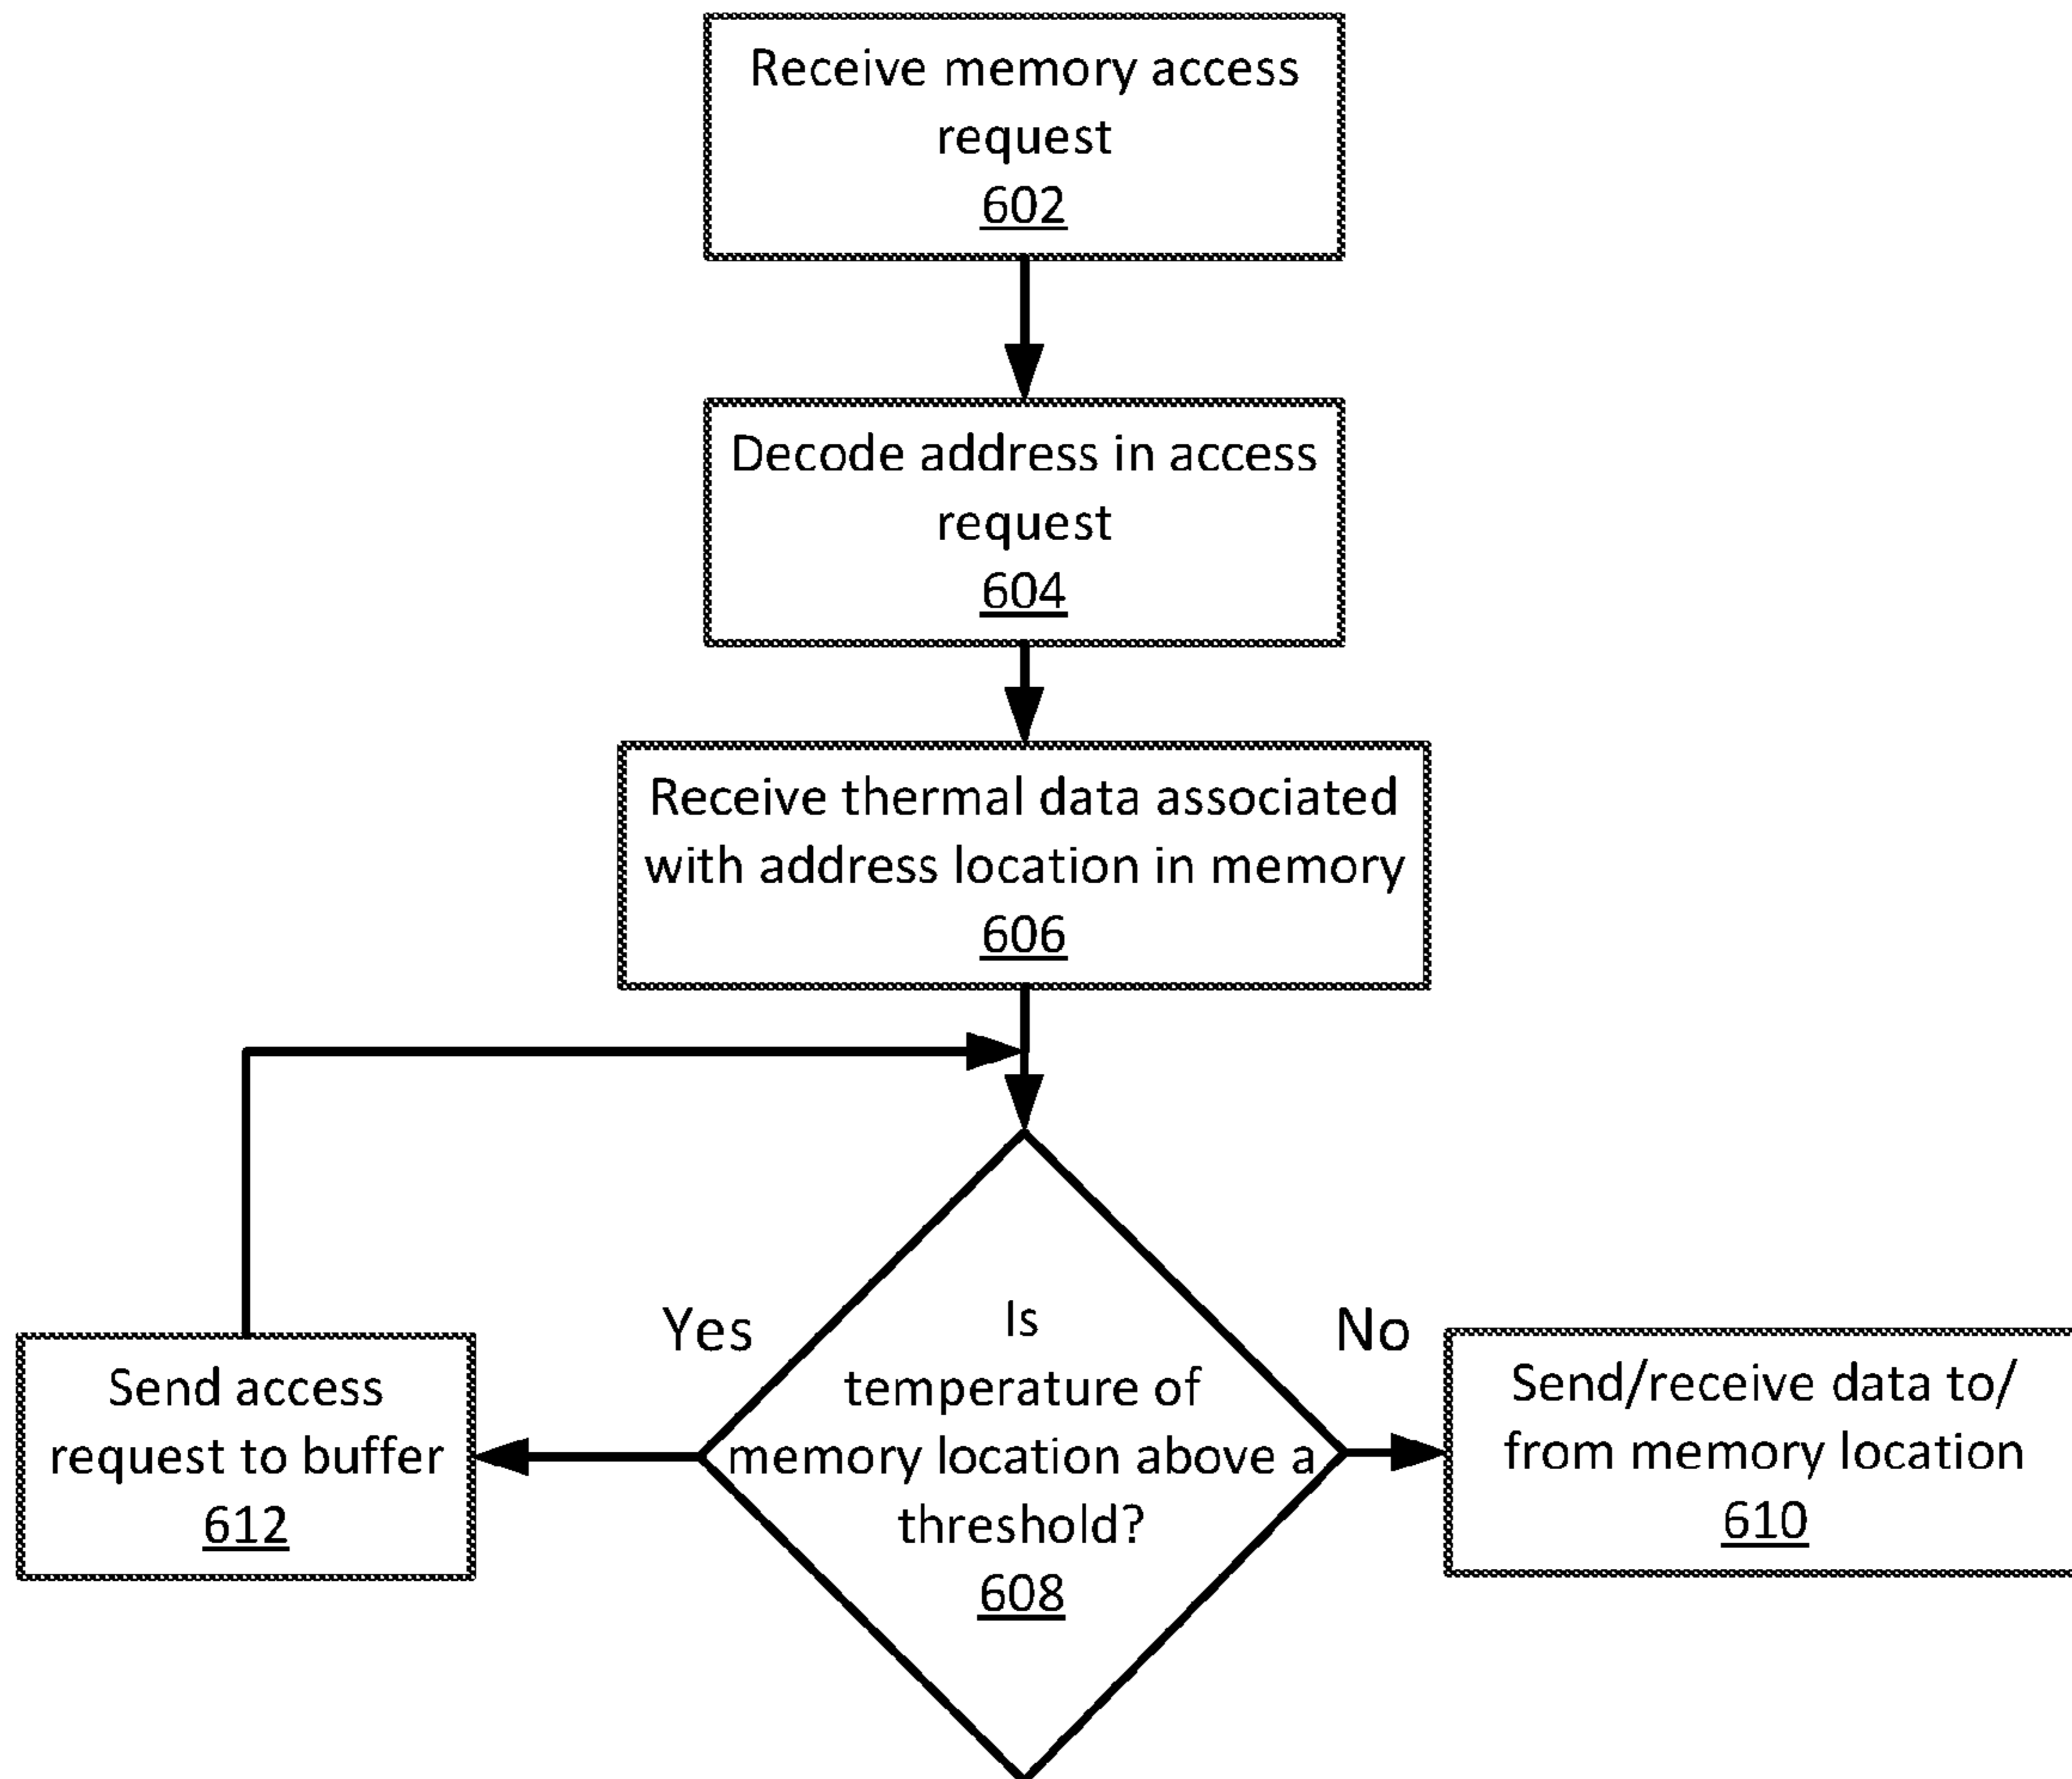 Receive memory access
request
602
Decode address in access
request
604
Receive thermal data associated
with address location in memory
606
Is
temperature of
memory location above a
threshold?
608
Yes
No
Send access
request to buffer
612
Send/receive data to/
from memory location
610